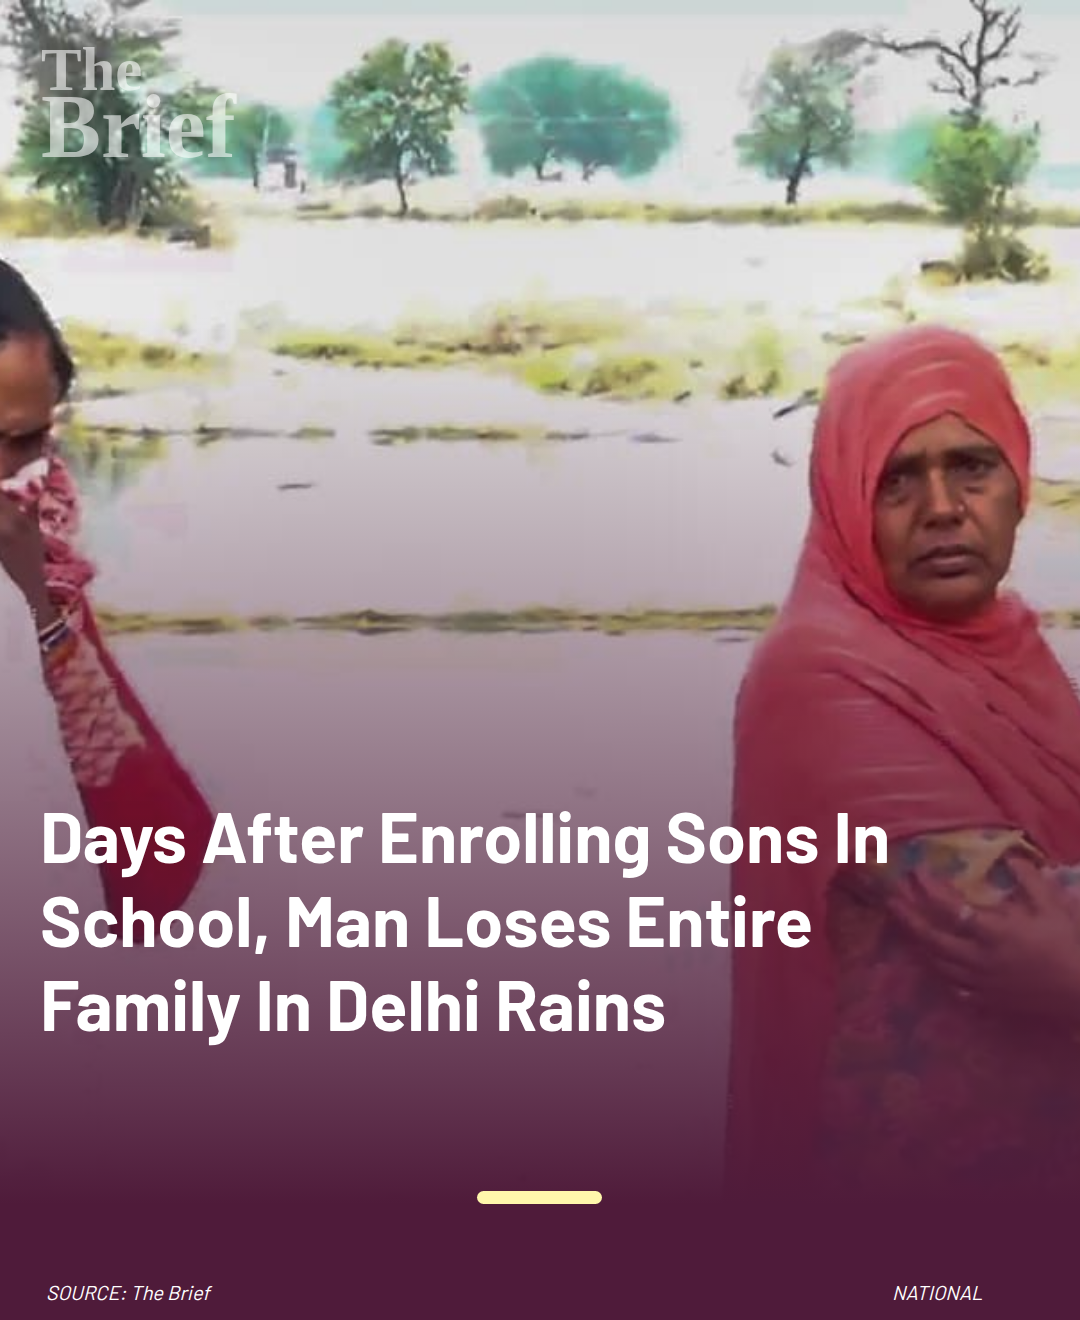 The
Brief
Days After Enrolling Sons In
School, Man Loses Entire
Family In Delhi Rains
SOURCE: The Brief
NATIONAL